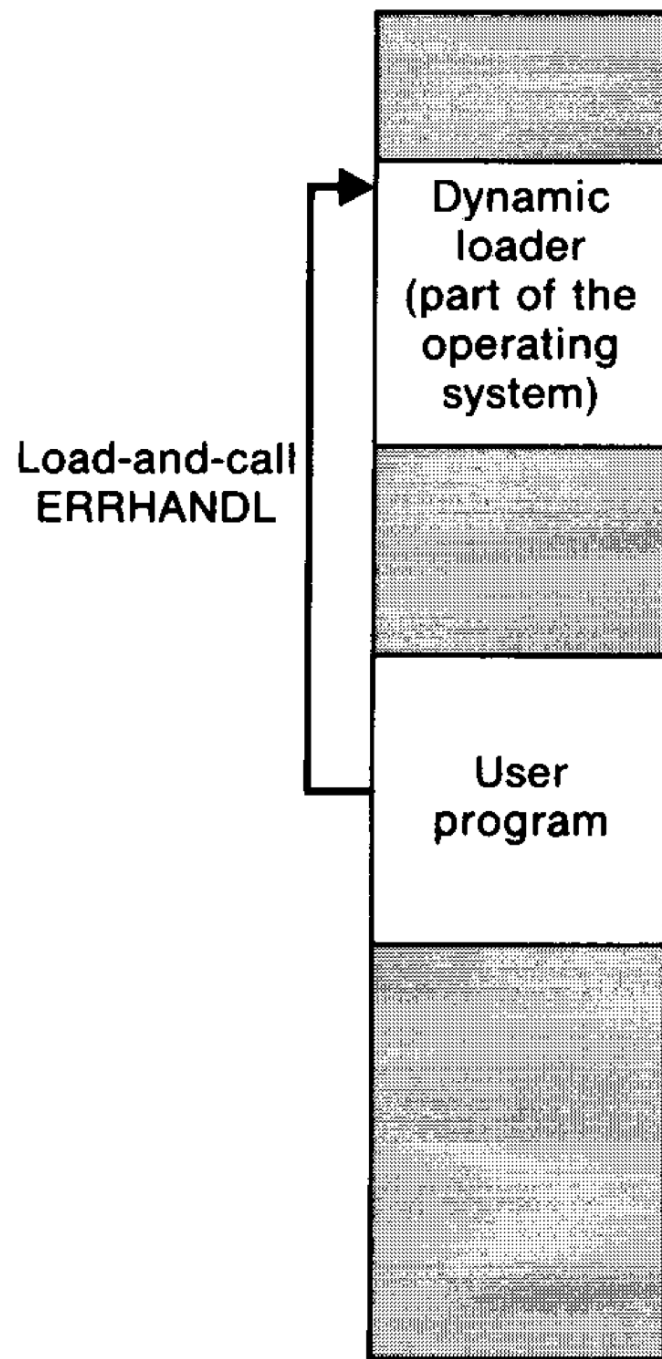 Dynamic
loader
(part of the
operating
system)
Load-and-call
ERRHANDL
User
program